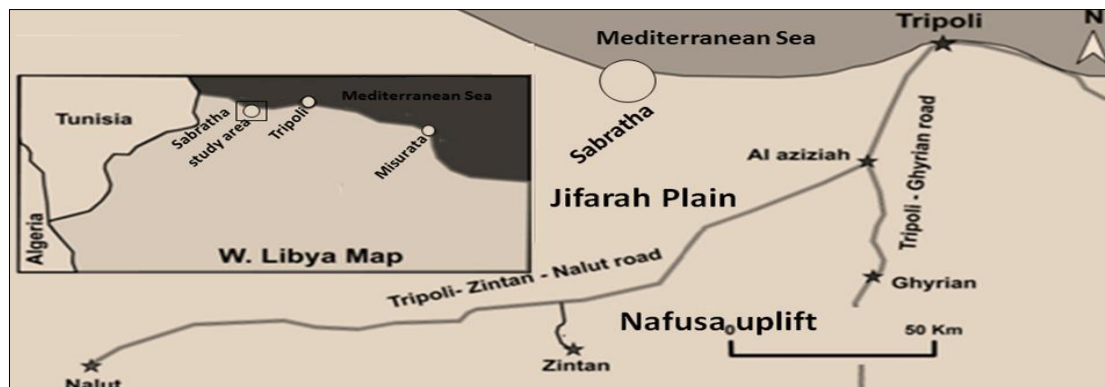 Tripoli
N
Mediterranean Sea
Mediterranean Sea
Tunisia
Sabratha
study area
Tripoli
Misurata
Sabratha
Al aziziah
Tripoli - Ghyrian road
Jifarah Plain
Algeria
W. Libya Map
Tripoli- Zintan - Nalut road
Ghyrian
Nafusa uplift
0
50 Km
Zintan
Nalut